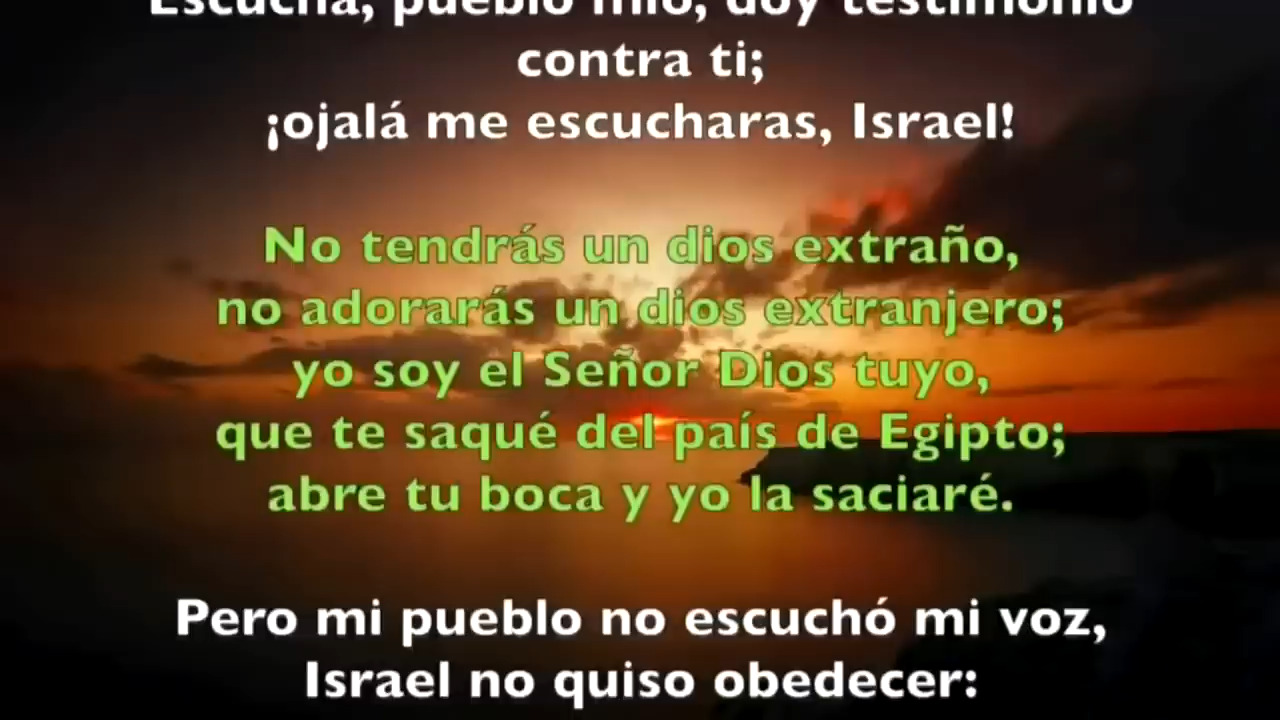 Escucha, pueblo mío, doy testimonio
contra ti;
¡ojalá me escucharas, Israel!
No tendrás un dios extraño,
no adorarás un dios extranjero;
yo soy el Señor Dios tuyo,
que te saqué del país de Egipto;
abre tu boca y yo la saciaré.
Pero mi pueblo no escuchó mi voz,
Israel no quiso obedecer: